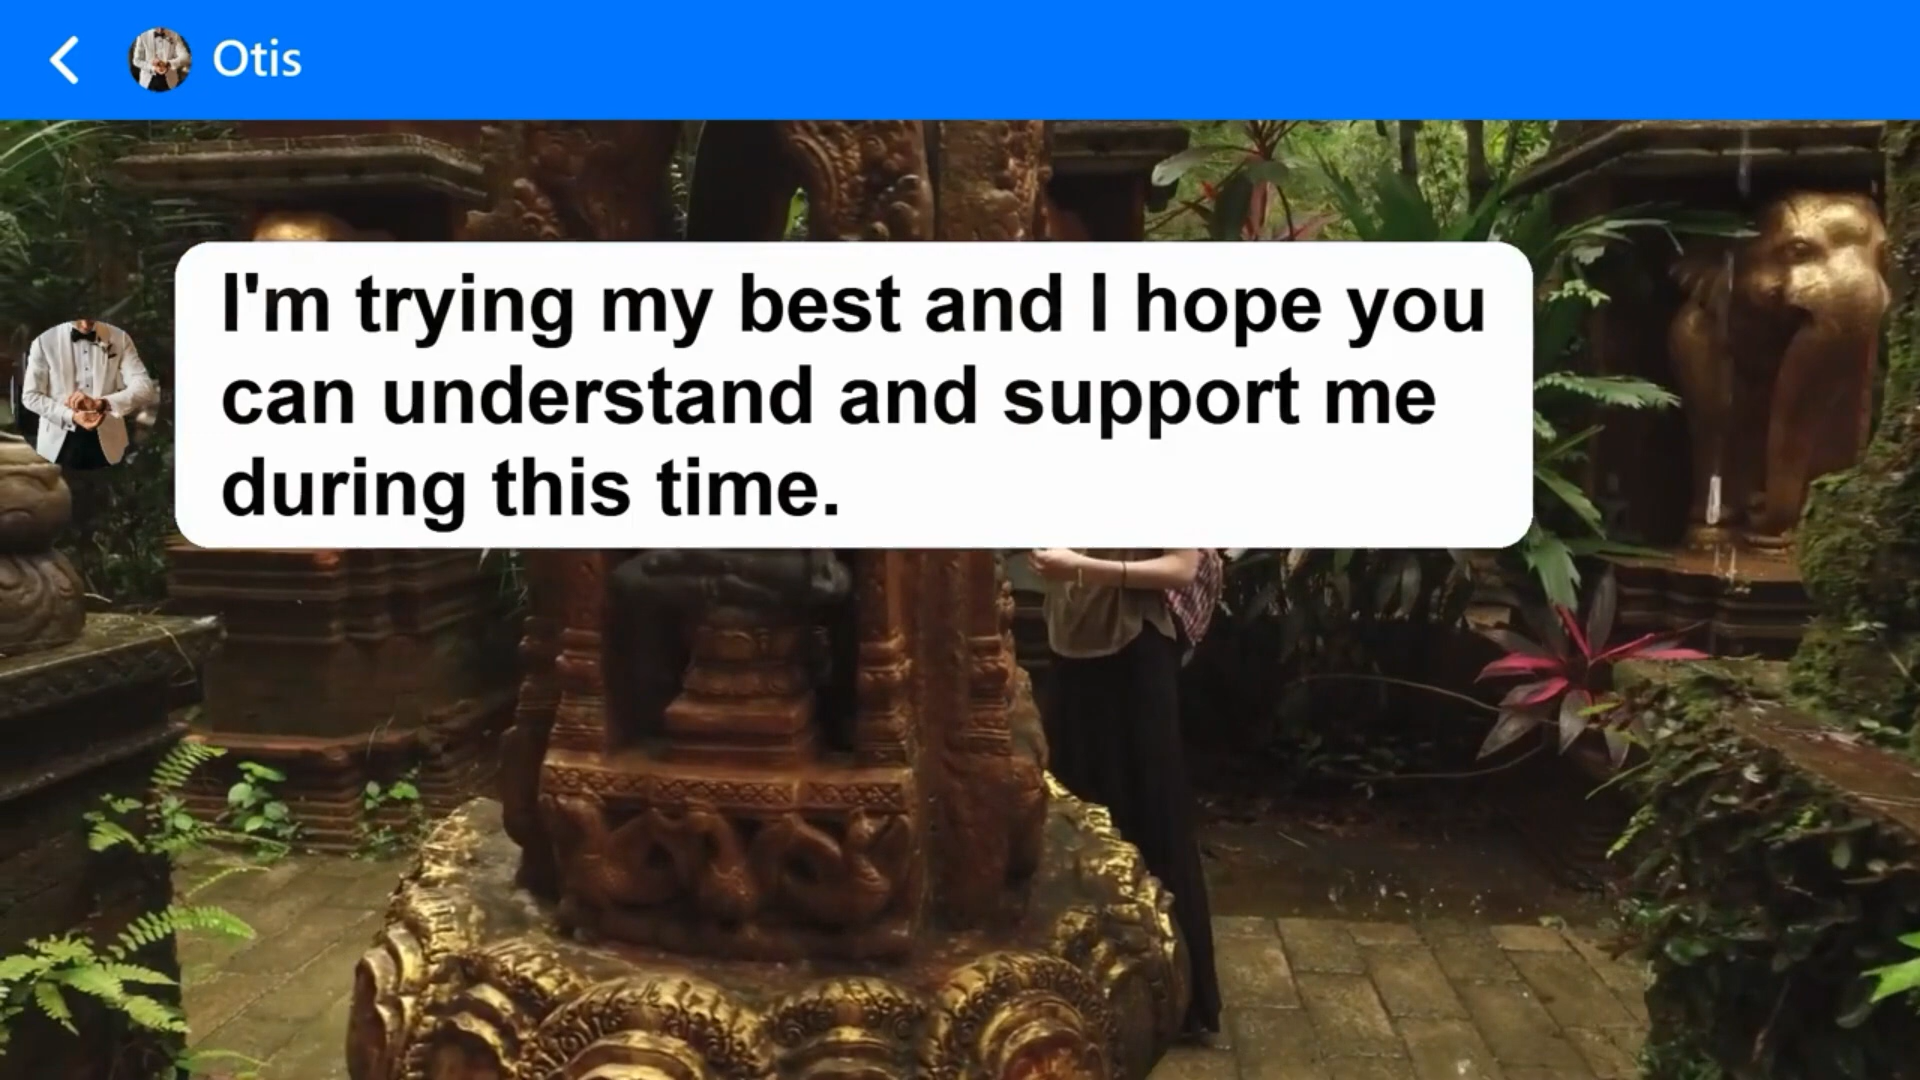 Otis
I'm trying my best and I hope you
can understand and support me
during this time.